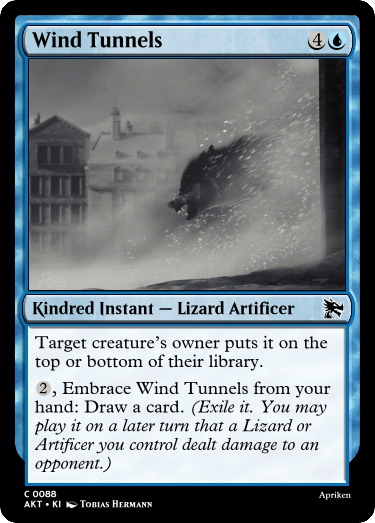 Wind Tunnels 4
Kindred Instant — Lizard Artificer
Target creature's owner puts it on the
top or bottom of their library.
2, Embrace Wind Tunnels from your
hand: Draw a card. (Exile it. You may
play it on a later turn that a Lizard or
Artificer you control dealt damage to an
opponent.)
C 0088
Apriken
AKT • KI Tobias Hermann